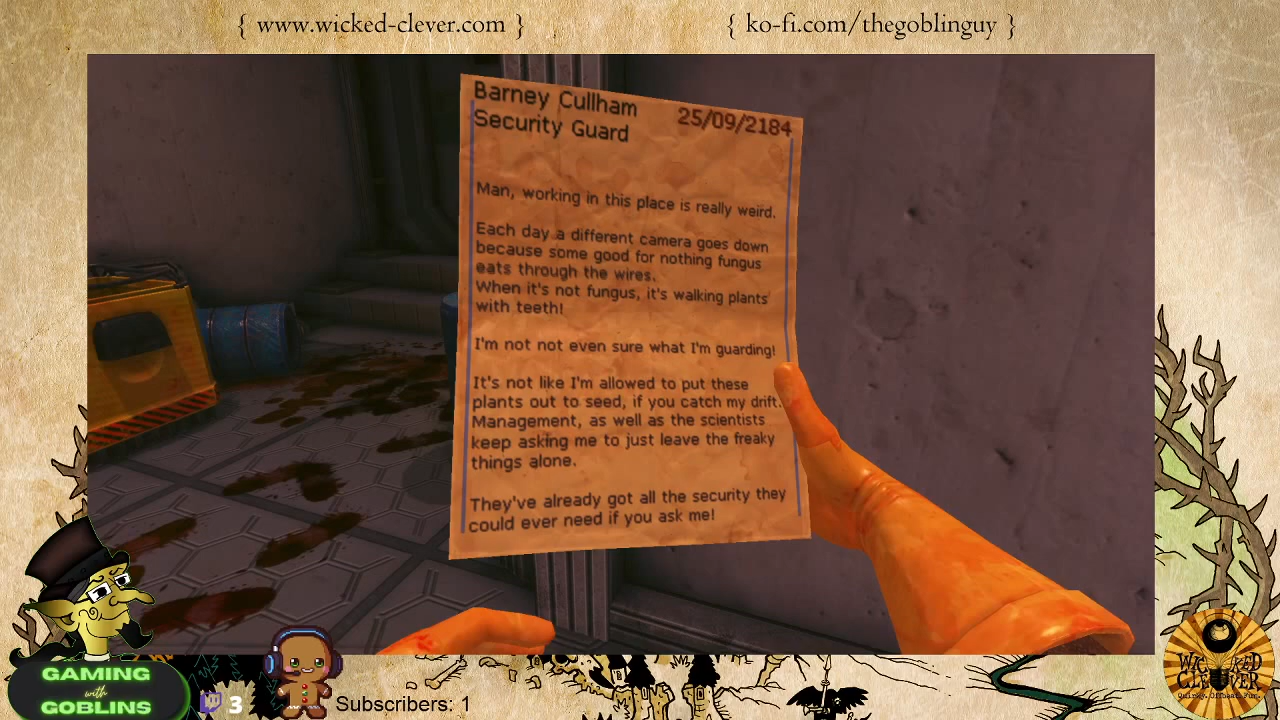 { www.wicked-clever.com }
{ ko-fi.com/thegoblinguy }
Barney Cullham
Security Guard
25/09/2184
Man, working in this place is really weird.
Each day a different camera goes down
because some good for nothing fungus
eats through the wires.
When it's not fungus, it's walking plants
with teeth!
I'm not not even sure what I'm guarding!
It's not like I'm allowed to put these
plants out to seed, if you catch my drift.
Management, as well as the scientists
keep asking me to just leave the freaky
things alone.
They've already got all the security they
could ever need if you ask me!
GAMING
with
GOBLINS
3
Subscribers: 1
WICKED
CLEVER
Quirky. Offbeat. Fun.